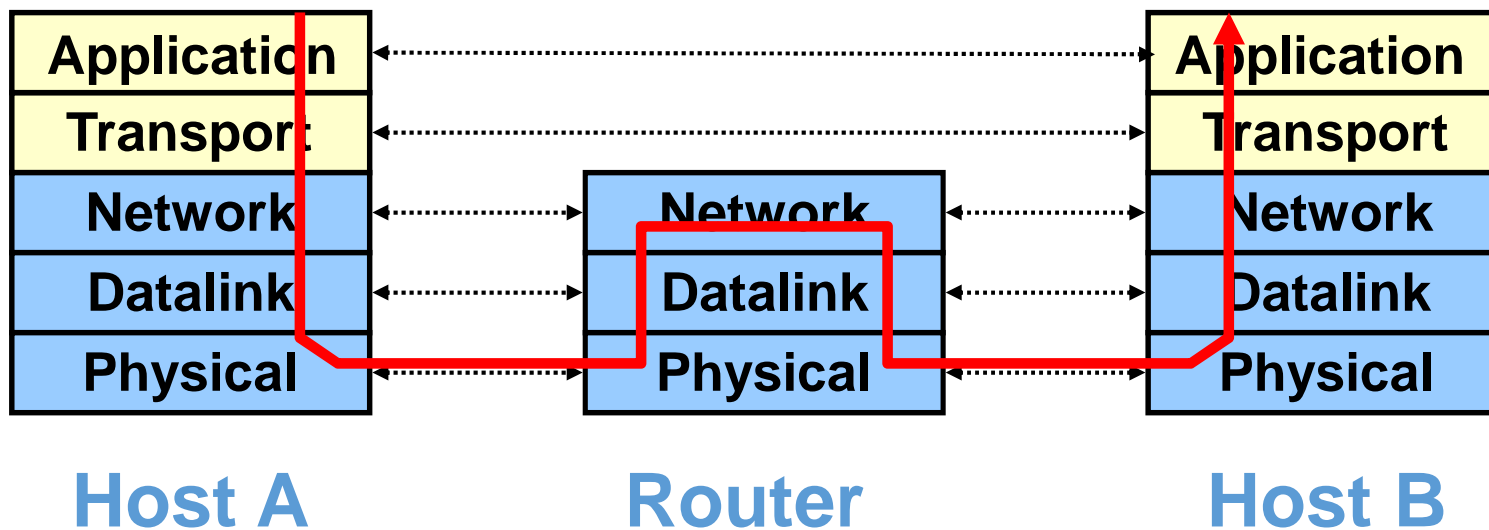 Application
Transport
Network
Datalink
Physical
Host A
Network
Datalink
Physical
Router
Application
Transport
Network
Datalink
Physical
Host B